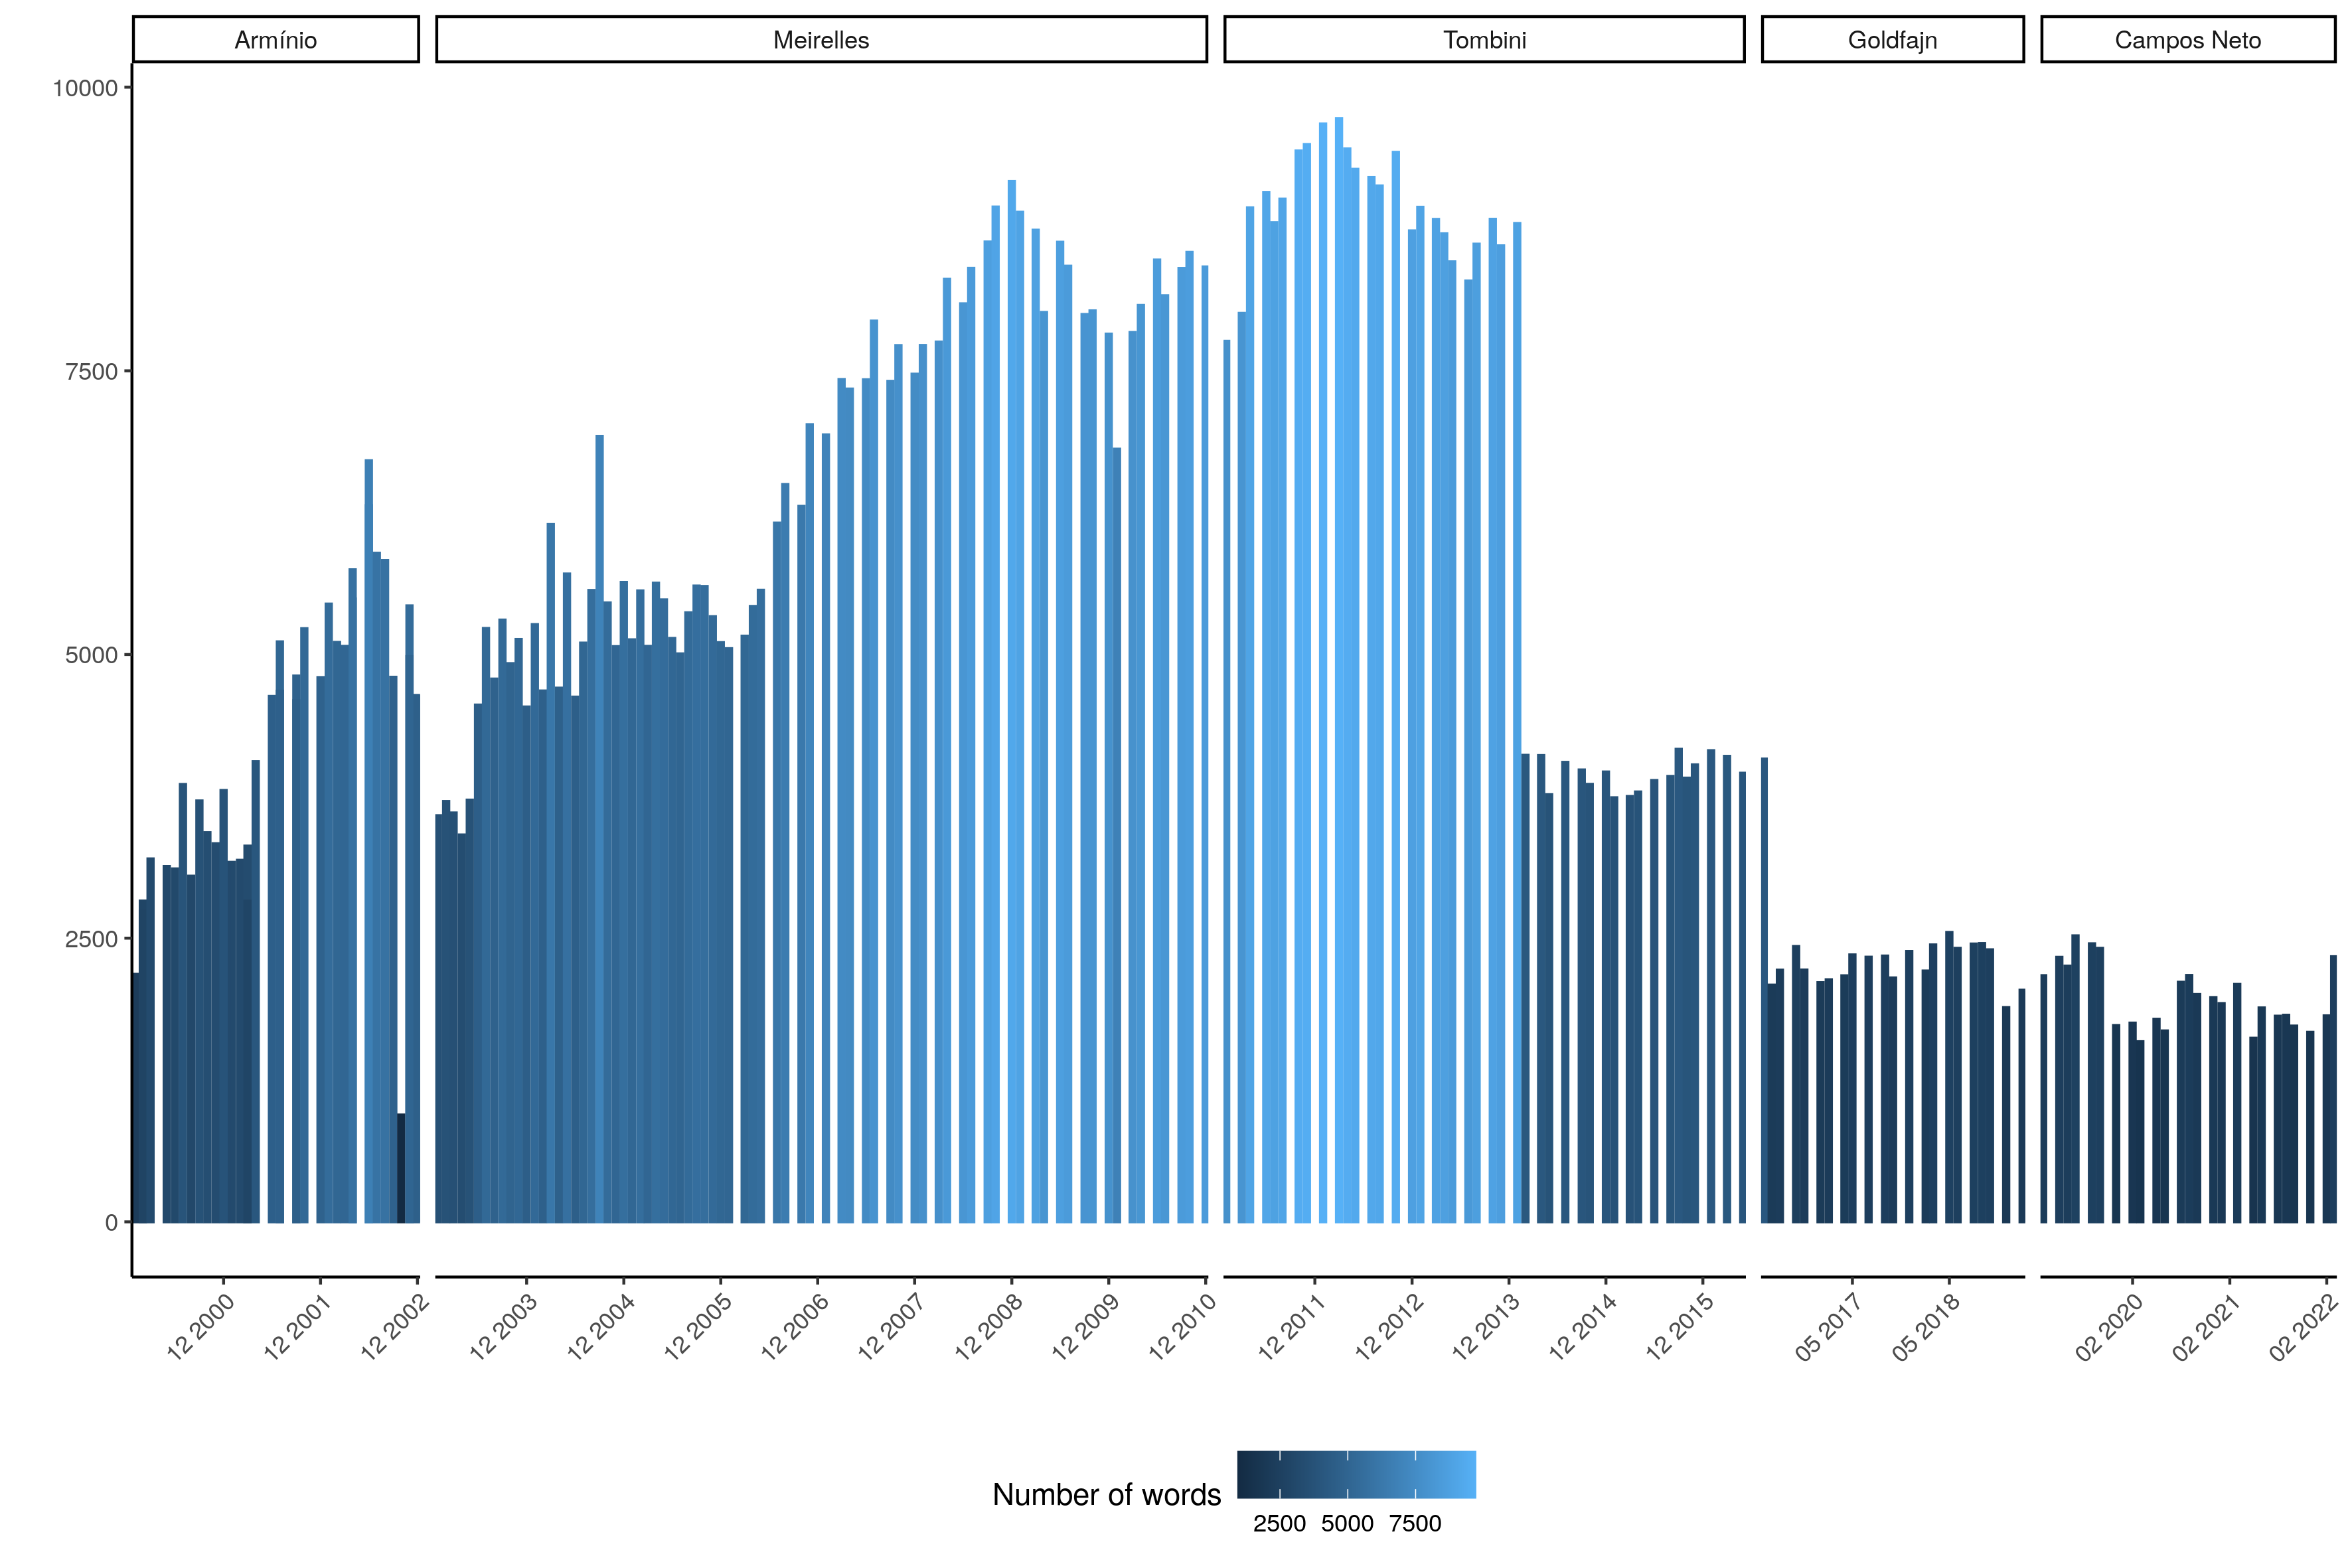 Armínio Meirelles Tombini Goldfajn Campos Neto
10000
7500
5000
2500
0
12 2000 12 2001 12 2002 12 2003 12 2004 12 2005 12 2006 12 2007 12 2008 12 2009 12 2010 12 2011 12 2012 12 2013 12 2014 12 2015 05 2017 05 2018 02 2020 02 2021 02 2022
Number of words
2500 5000 7500